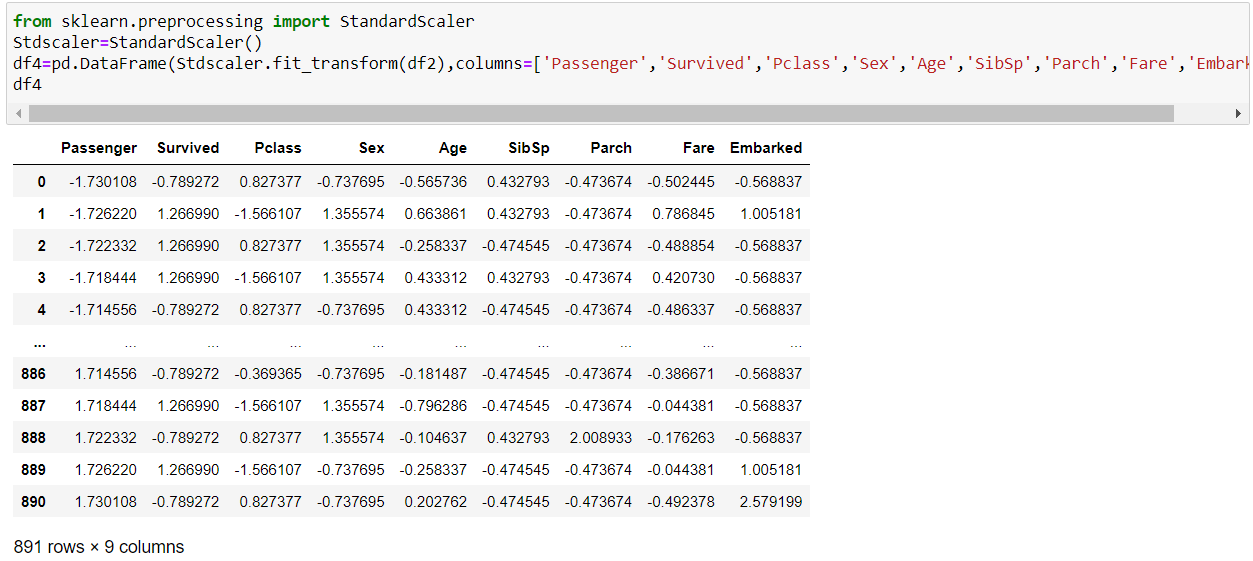 from sklearn.preprocessing import StandardScaler
Stdscaler=StandardScaler()
df4=pd.DataFrame(Stdscaler.fit_transform(df2),columns=['Passenger','Survived','Pclass','Sex','Age','SibSp','Parch','Fare','Embark
df4
Passenger Survived Pclass Sex Age SibSp Parch Fare Embarked
0 -1.730108 -0.789272 0.827377 -0.737695 -0.565736 0.432793 -0.473674 -0.502445 -0.568837
1 -1.726220 1.266990 -1.566107 1.355574 0.663861 0.432793 -0.473674 0.786845 1.005181
2 -1.722332 1.266990 0.827377 1.355574 -0.258337 -0.474545 -0.473674 -0.488854 -0.568837
3 -1.718444 1.266990 -1.566107 1.355574 0.433312 0.432793 -0.473674 0.420730 -0.568837
4 -1.714556 -0.789272 0.827377 -0.737695 0.433312 -0.474545 -0.473674 -0.486337 -0.568837
... ... ... ... ... ... ... ... ... ...
886 1.714556 -0.789272 -0.369365 -0.737695 -0.181487 -0.474545 -0.473674 -0.386671 -0.568837
887 1.718444 1.266990 -1.566107 1.355574 -0.796286 -0.474545 -0.473674 -0.044381 -0.568837
888 1.722332 -0.789272 0.827377 1.355574 -0.104637 0.432793 2.008933 -0.176263 -0.568837
889 1.726220 1.266990 -1.566107 -0.737695 -0.258337 -0.474545 -0.473674 -0.044381 1.005181
890 1.730108 -0.789272 0.827377 -0.737695 0.202762 -0.474545 -0.473674 -0.492378 2.579199
891 rows × 9 columns